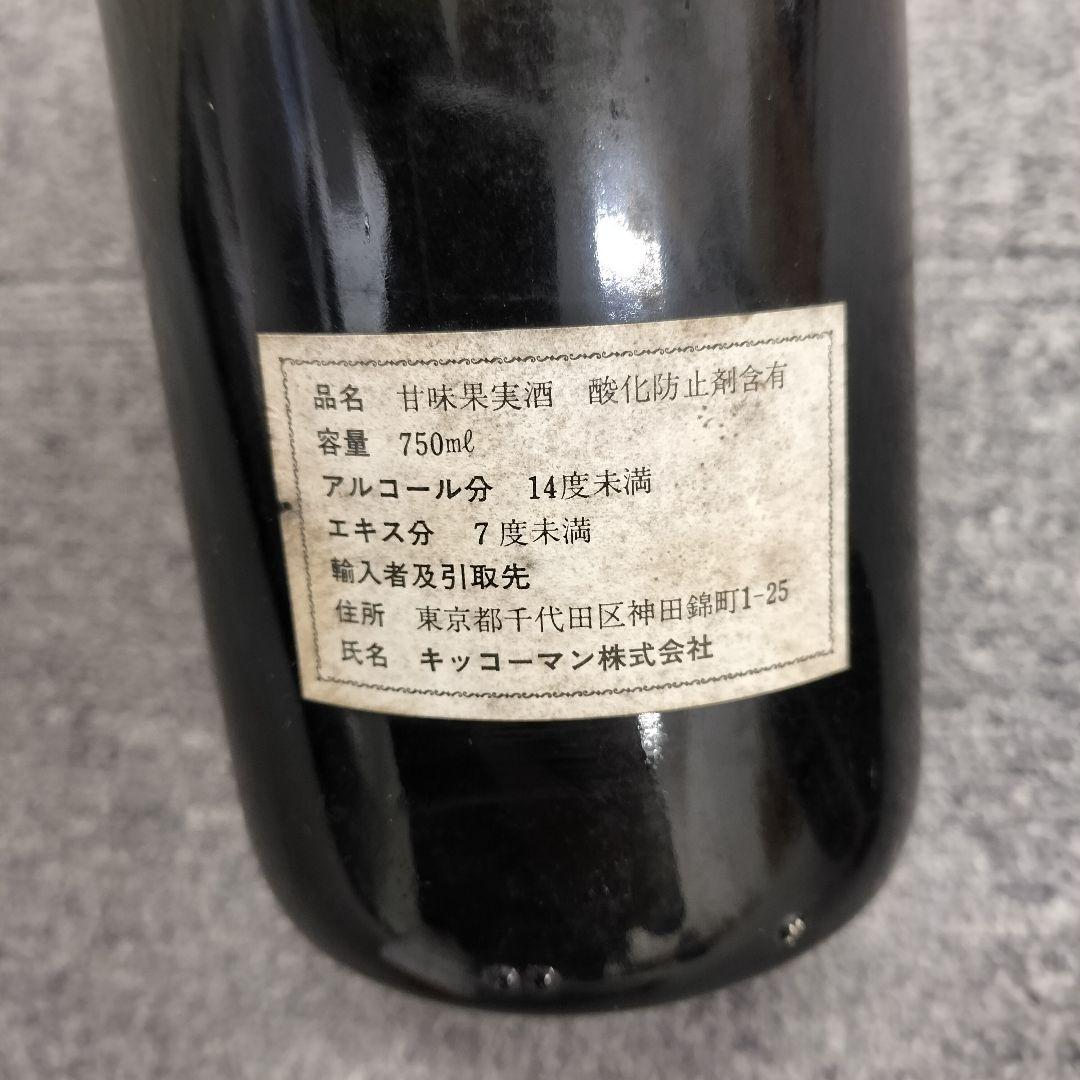 品名 甘味果実酒 酸化防止剤含有
容量 750mℓ
アルコール分 14度未満
エキス分 7度未満
輸入者及引取先
住所 東京都千代田区神田錦町1-25
氏名 キッコーマン株式会社